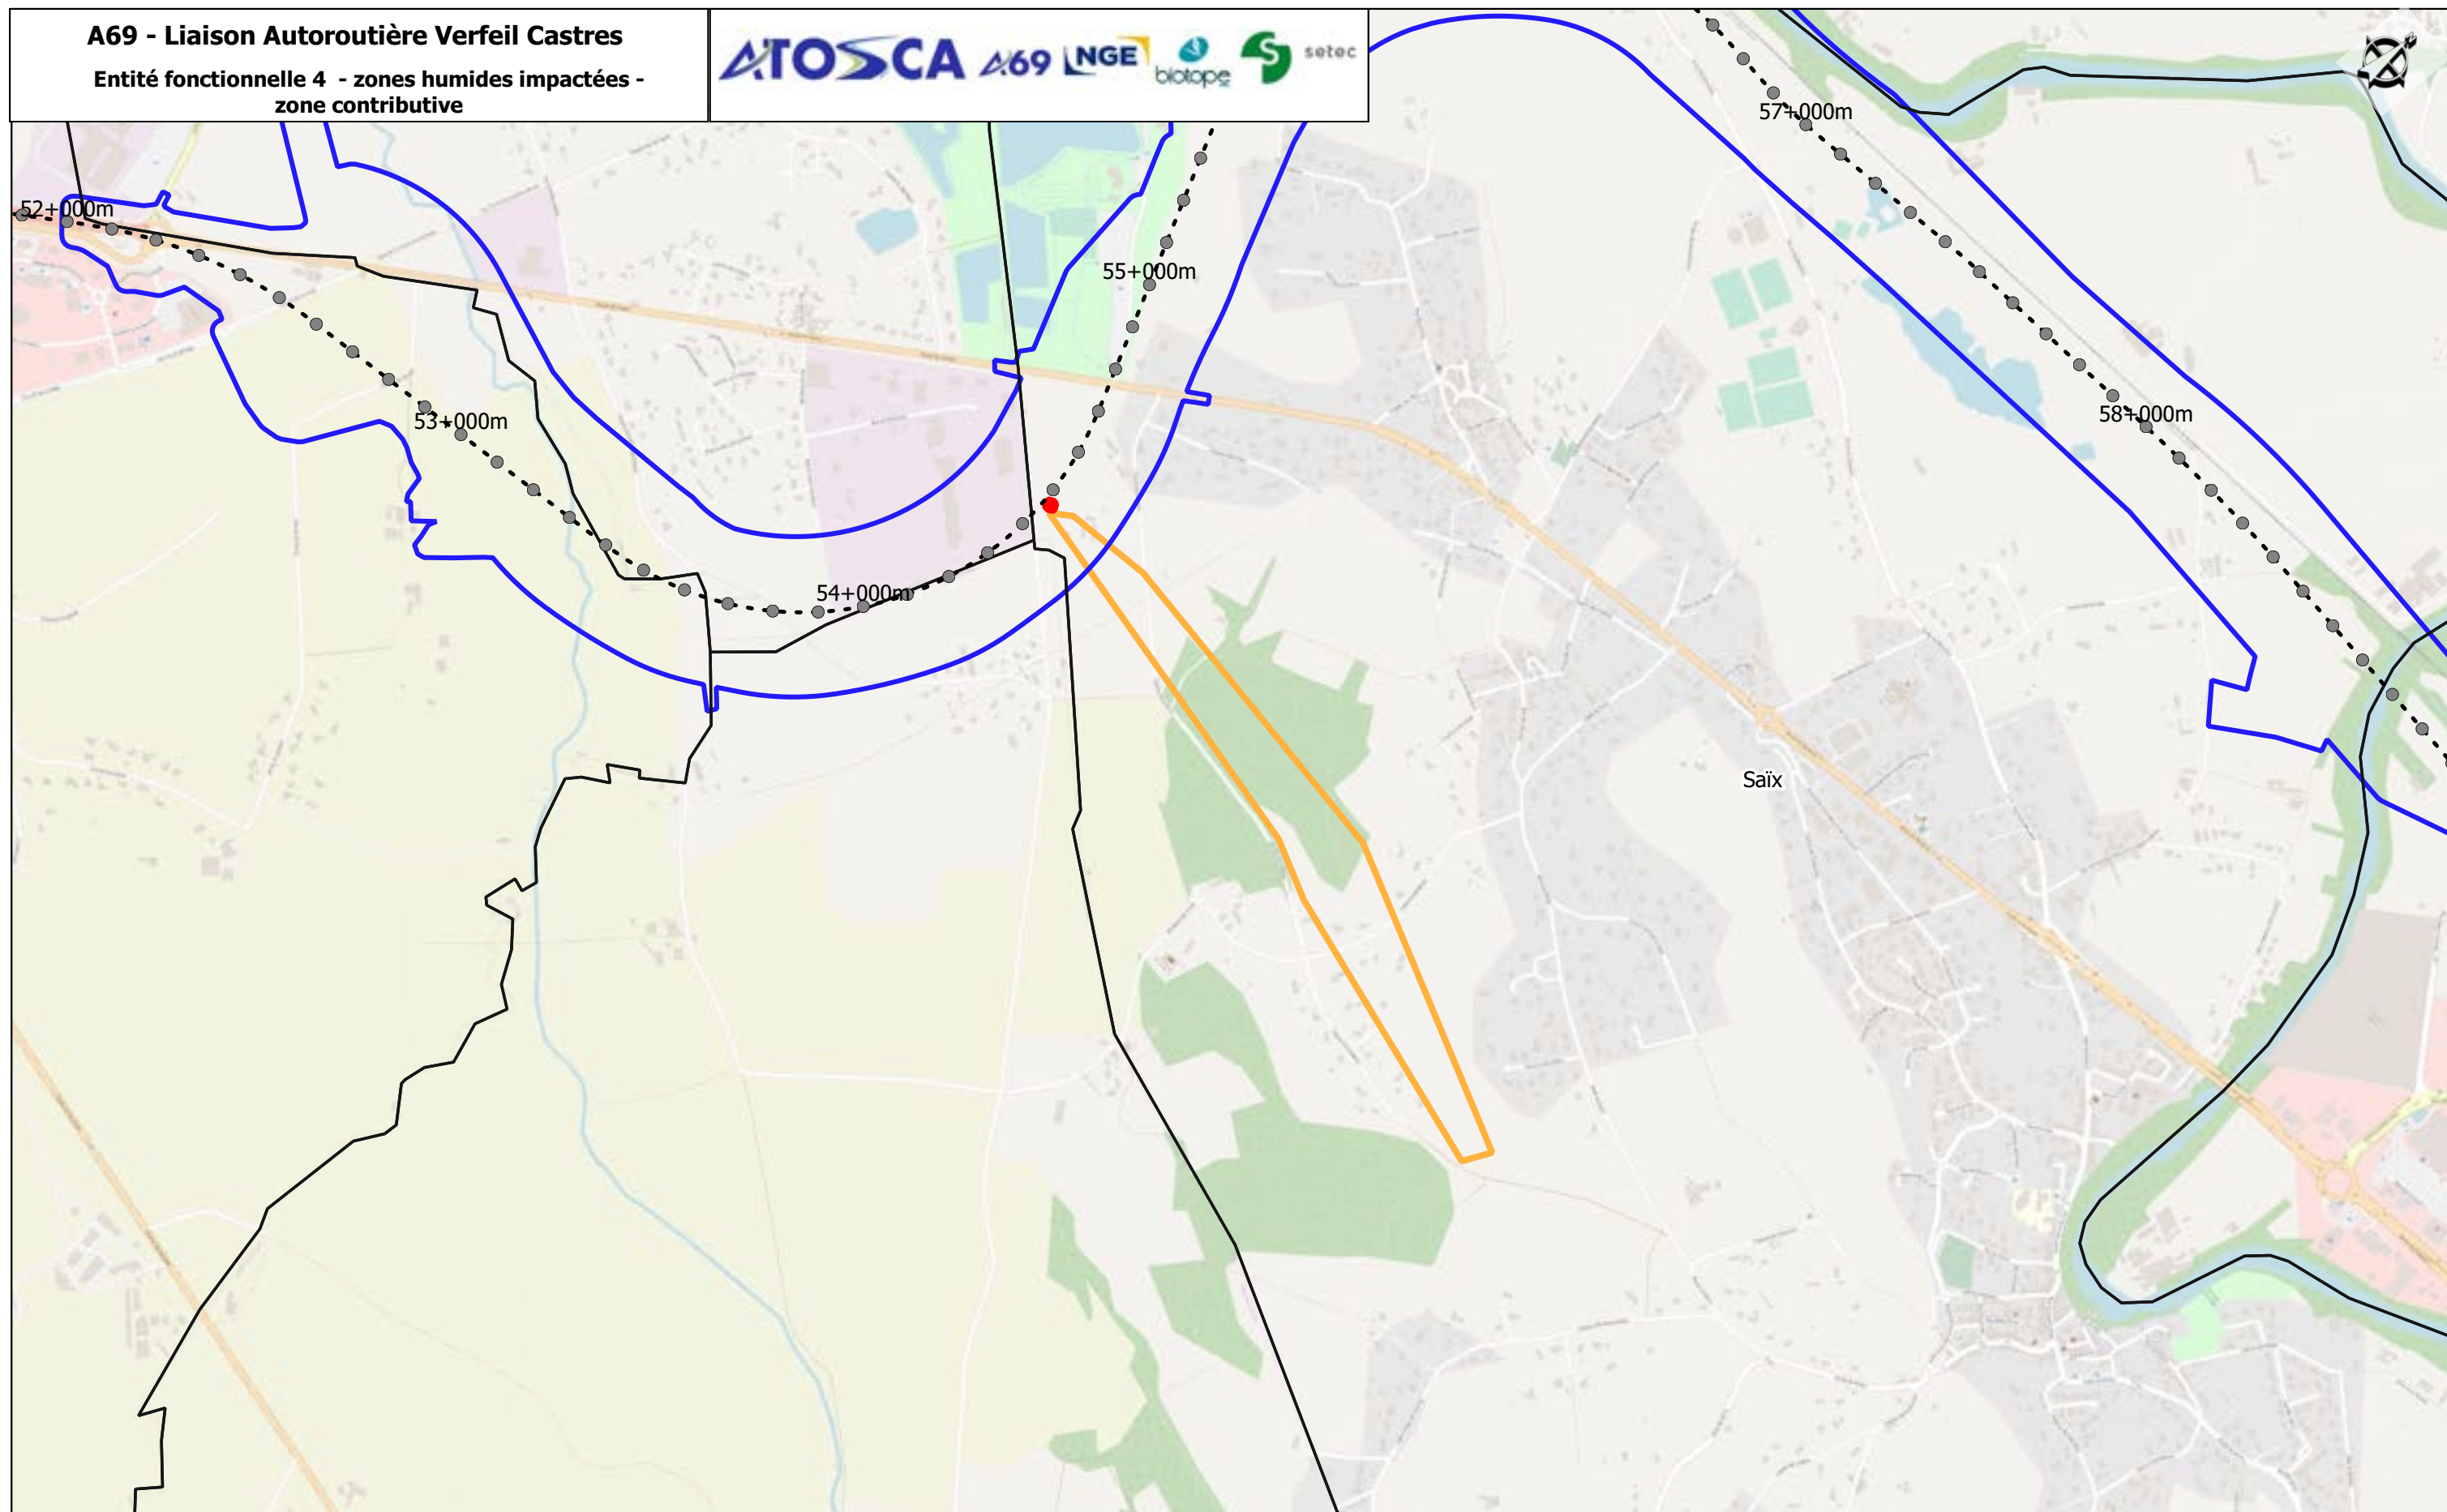 A69 - Liaison Autoroutière Verfeil Castres
Entité fonctionnelle 4 - zones humides impactées -
zone contributive
ATOSCA A69 NGE biotope setec
57+000m
52+000m
55+000m
53+000m
58+000m
54+000m
Saïx